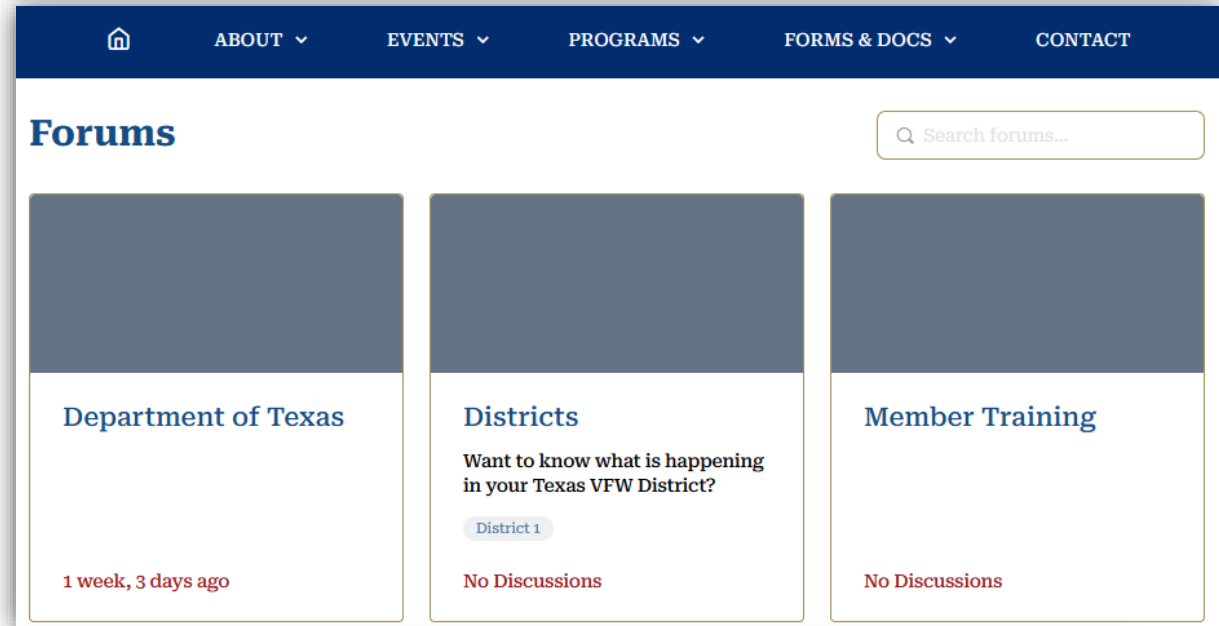 ABOUT EVENTS PROGRAMS FORMS & DOCS CONTACT
Forums
Search forums...
Department of Texas
1 week, 3 days ago
Districts
Want to know what is happening
in your Texas VFW District?
District 1
No Discussions
Member Training
No Discussions